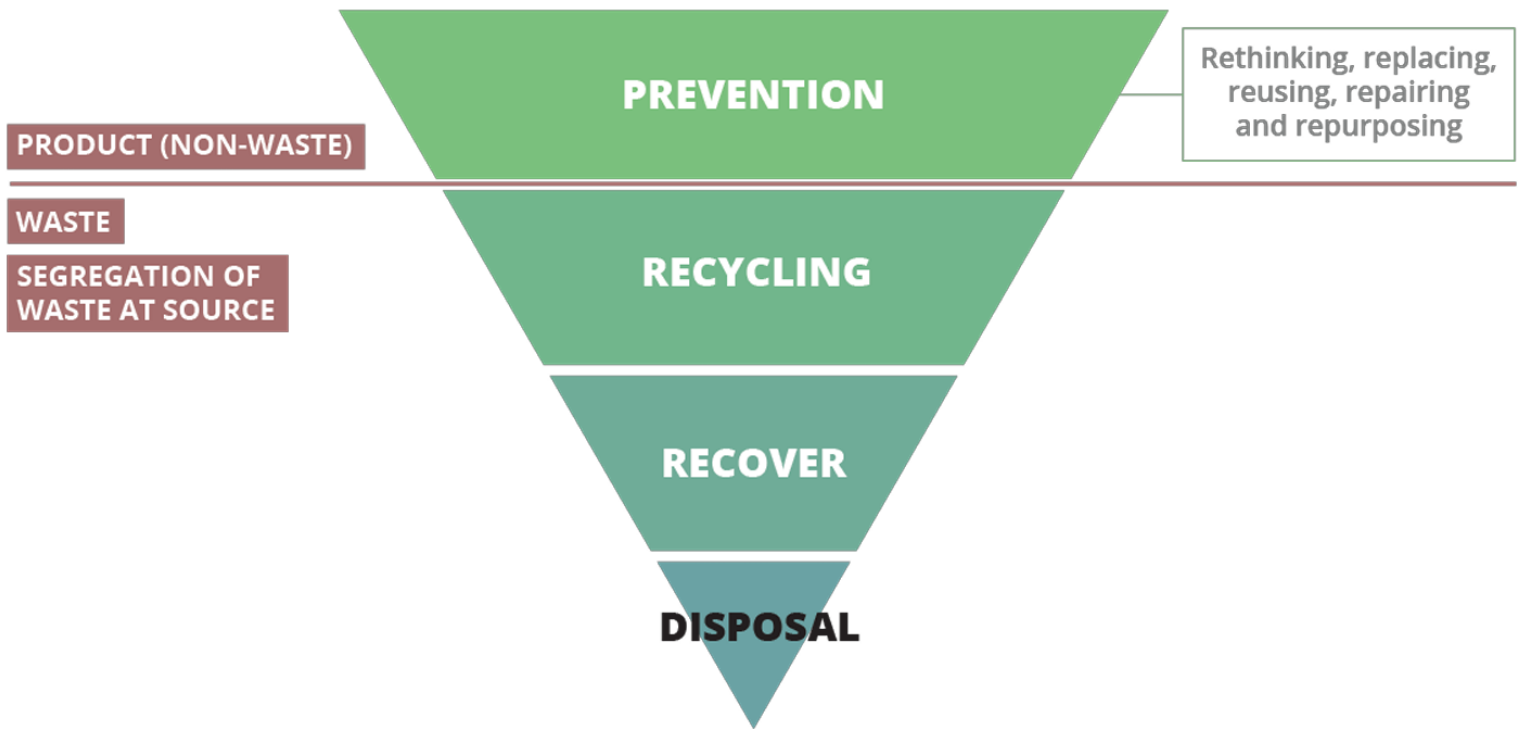 PREVENTION
Rethinking, replacing,
reusing, repairing
and repurposing
PRODUCT (NON-WASTE)
WASTE
SEGREGATION OF
WASTE AT SOURCE
RECYCLING
RECOVER
DISPOSAL